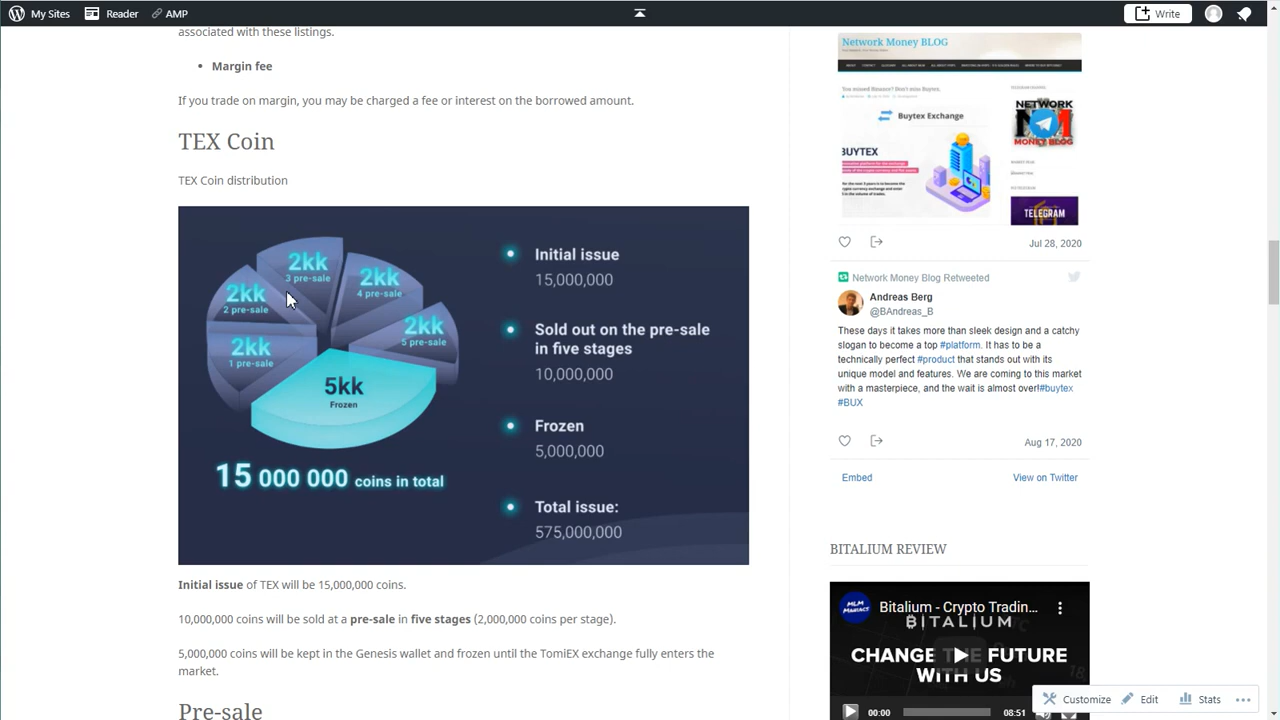 My Sites
Reader
AMP
Write
associated with these listings.
Margin fee
If you trade on margin, you may be charged a fee or interest on the borrowed amount.
TEX Coin
TEX Coin distribution
2kk
3 pre-sale
2kk
4 pre-sale
2kk
2 pre-sale
2kk
5 pre-sale
2kk
1 pre-sale
5kk
Frozen
15 000 000 coins in total
Initial issue
15,000,000
Sold out on the pre-sale
in five stages
10,000,000
Frozen
5,000,000
Total issue:
575,000,000
Initial issue of TEX will be 15,000,000 coins.
10,000,000 coins will be sold at a pre-sale in five stages (2,000,000 coins per stage).
5,000,000 coins will be kept in the Genesis wallet and frozen until the TomiEX exchange fully enters the
market.
Pre-sale
Network Money BLOG
Buytex Exchange
BUYTEX
NETWORK
MONEY BLOG
TELEGRAM
Jul 28, 2020
Network Money Blog Retweeted
Andreas Berg
@BAndreas_B
These days it takes more than sleek design and a catchy
slogan to become a top #platform. It has to be a
technically perfect #product that stands out with its
unique model and features. We are coming to this market
with a masterpiece, and the wait is almost over!#buytex
#BUX
Aug 17, 2020
Embed
View on Twitter
BITALIUM REVIEW
MLM
MANIACS
Bitalium - Crypto Tradin...
BITALIUM
CHANGE THE FUTURE
WITH US
00:00
08:51
Customize
Edit
Stats